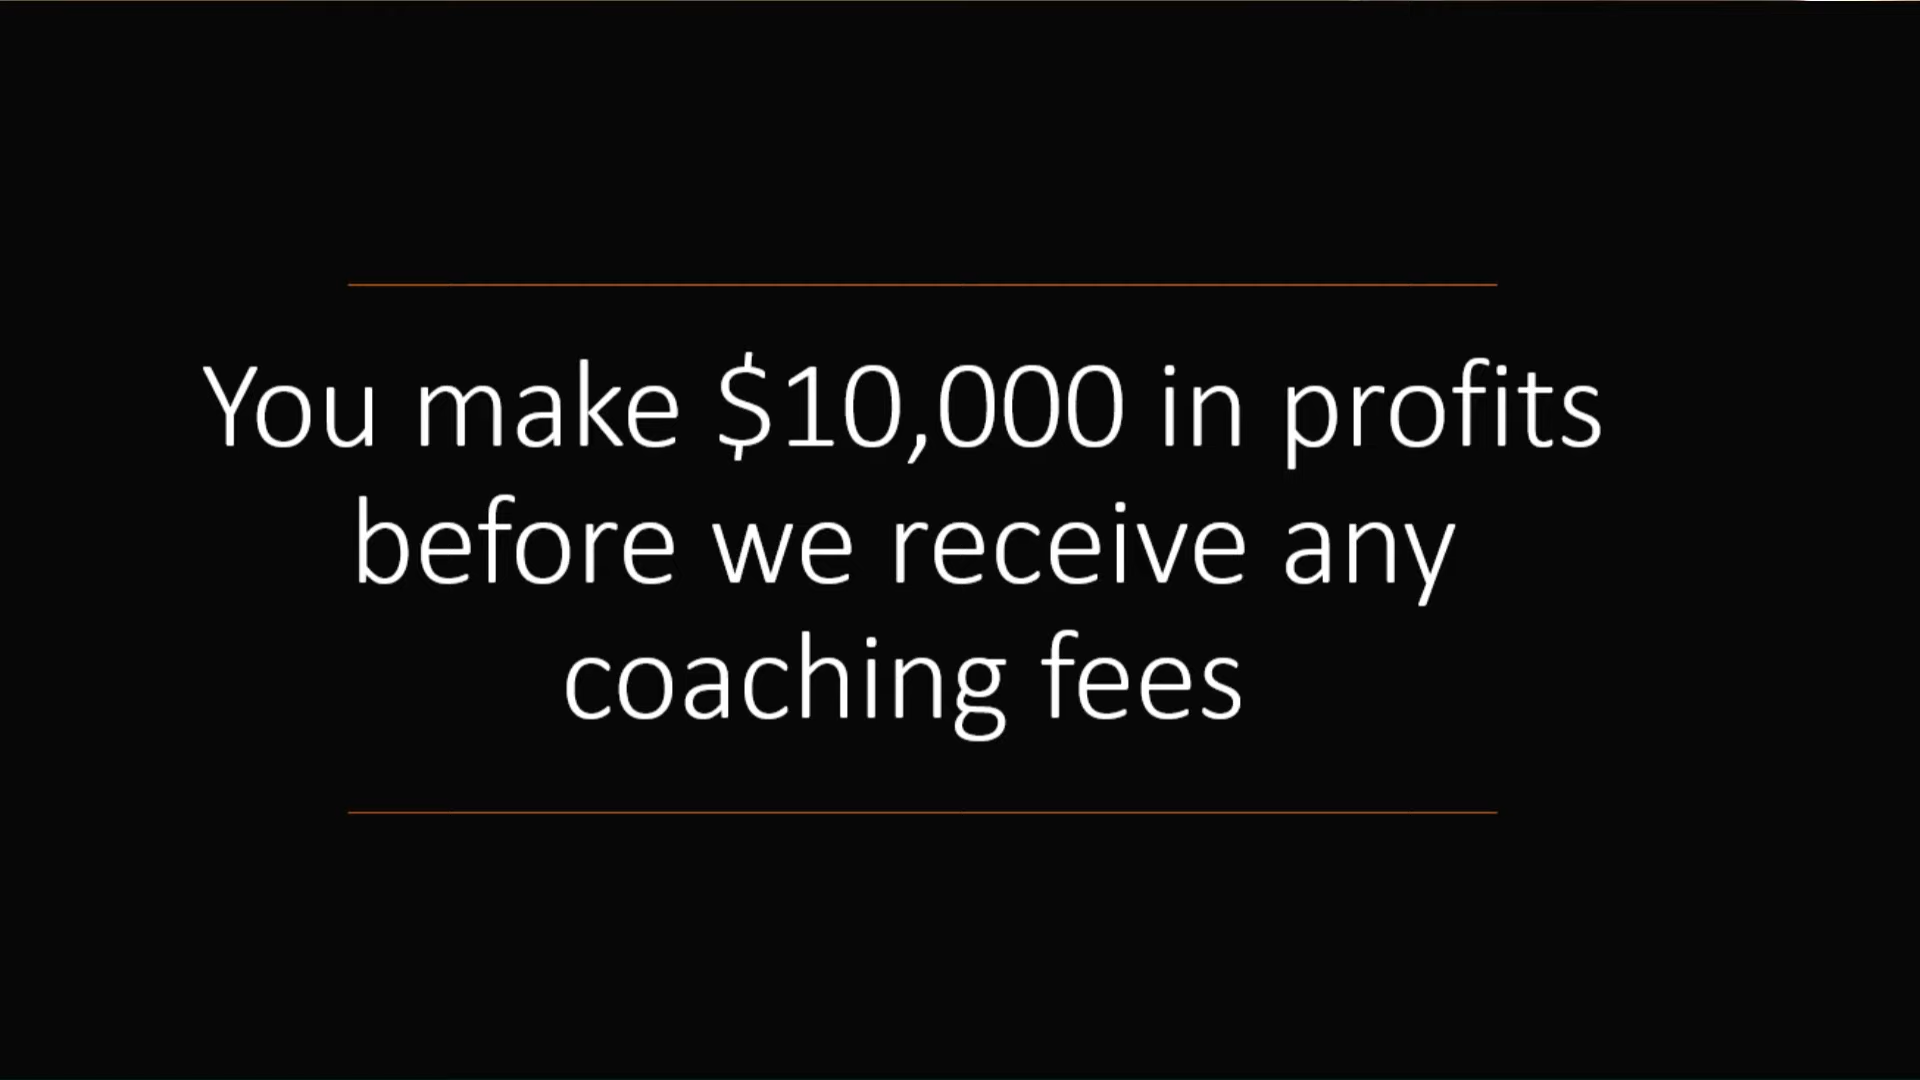 You make $10,000 in profits
before we receive any
coaching fees